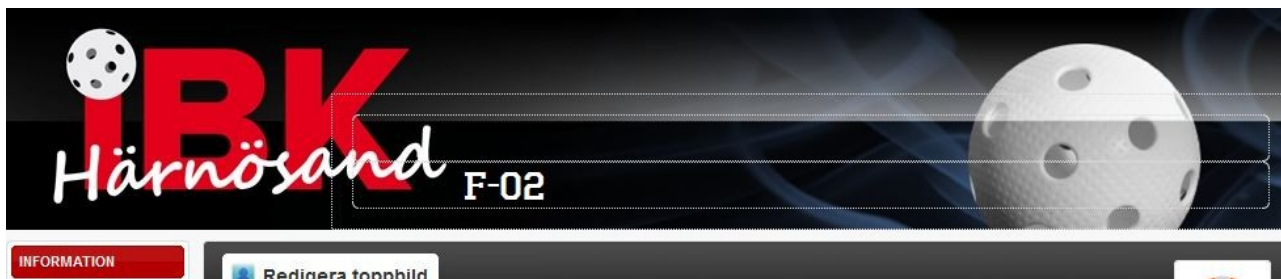 iBK
Härnösand
F-02
INFORMATION
Redigera toppbild